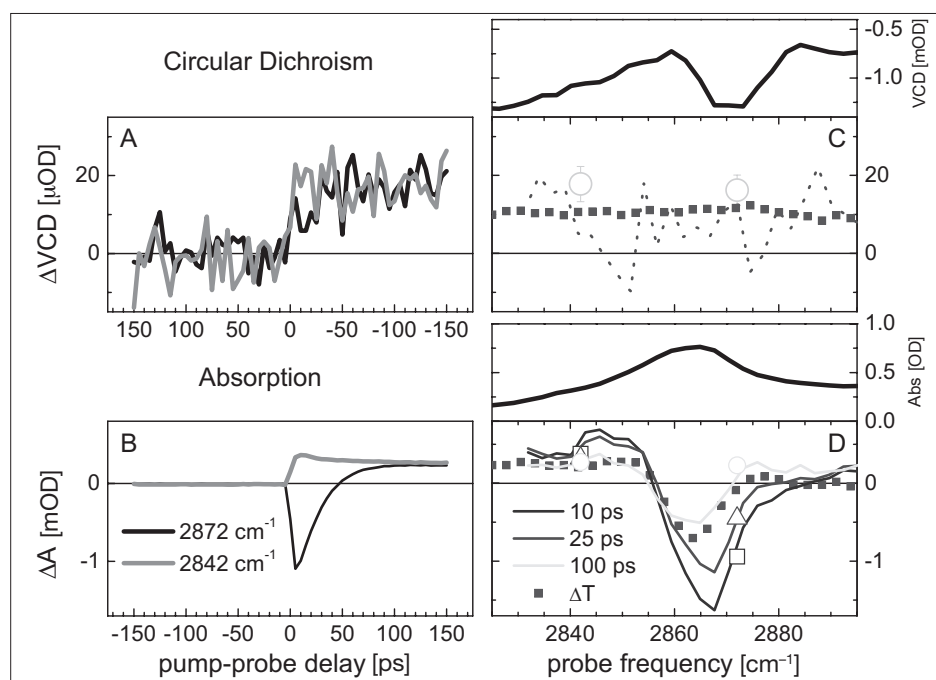 Circular Dichroism
A
ΔVCD [μOD]
20
0
150 100 50 0 -50 -100 -150
Absorption
B
ΔA [mOD]
0
-1
2872 cm⁻¹
2842 cm⁻¹
-150 -100 -50 0 50 100 150
pump-probe delay [ps]
-0.5
-1.0
VCD [mOD]
C
20
0
1.0
0.5
0.0
Abs [OD]
D
0
-1
10 ps
25 ps
100 ps
ΔT
2840 2860 2880
probe frequency [cm⁻¹]